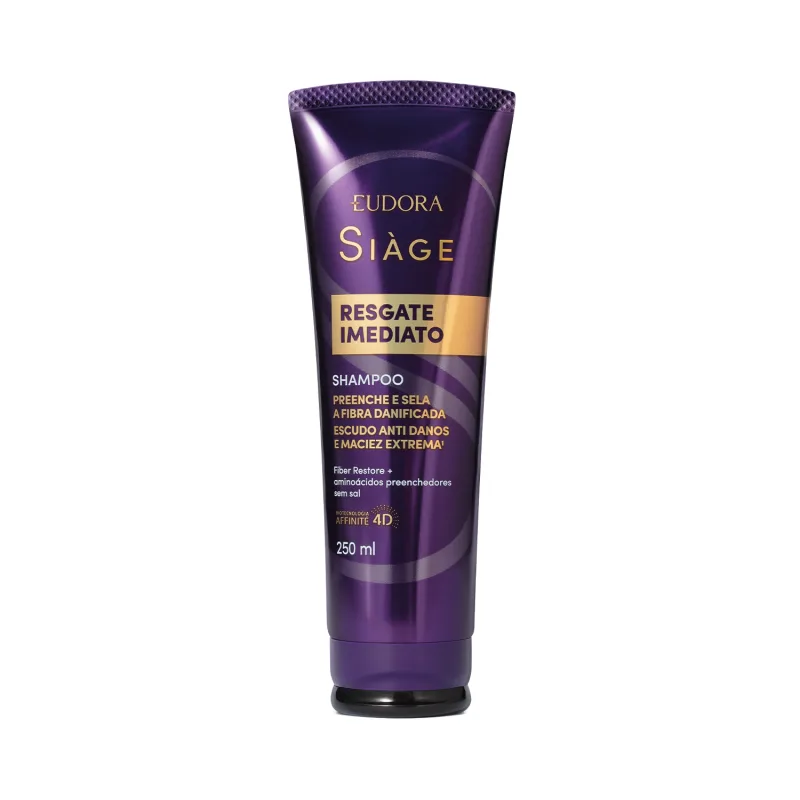 EUDORA
SIÀGE
RESGATE
IMEDIATO
SHAMPOO
PREENCHE E SELA
A FIBRA DANIFICADA
ESCUDO ANTI DANOS
E MACIEZ EXTREMA¹
Fiber Restore +
aminoácidos preenchedores
sem sal
BIOTECNOLOGIA
AFFINITÉ 4D
250 ml